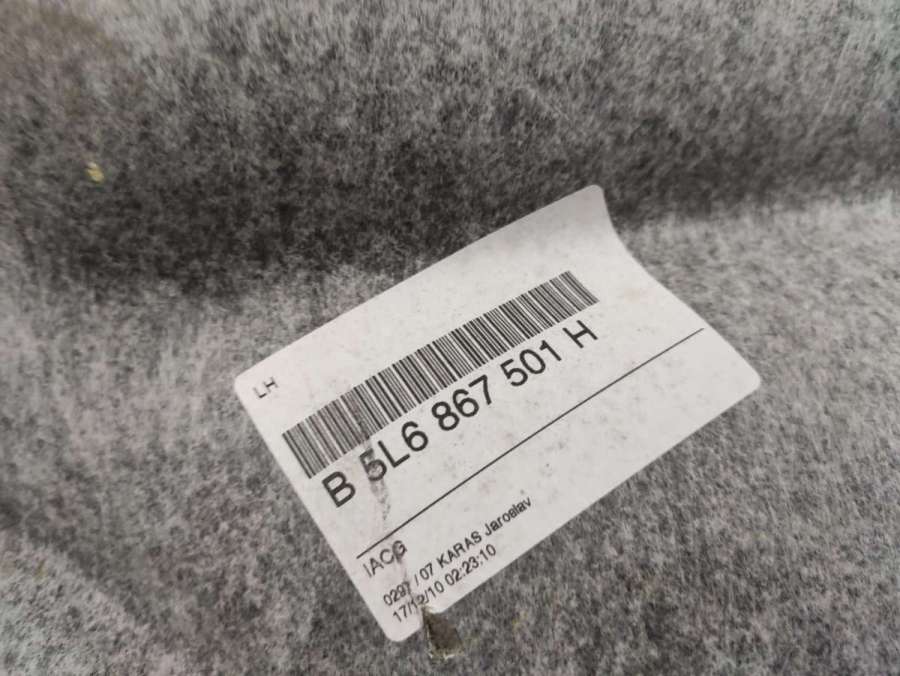 LH
B 5L6 867 501 H
IACG
0297 / 07 KARAS Jaroslav
17/12/10 02:23:10